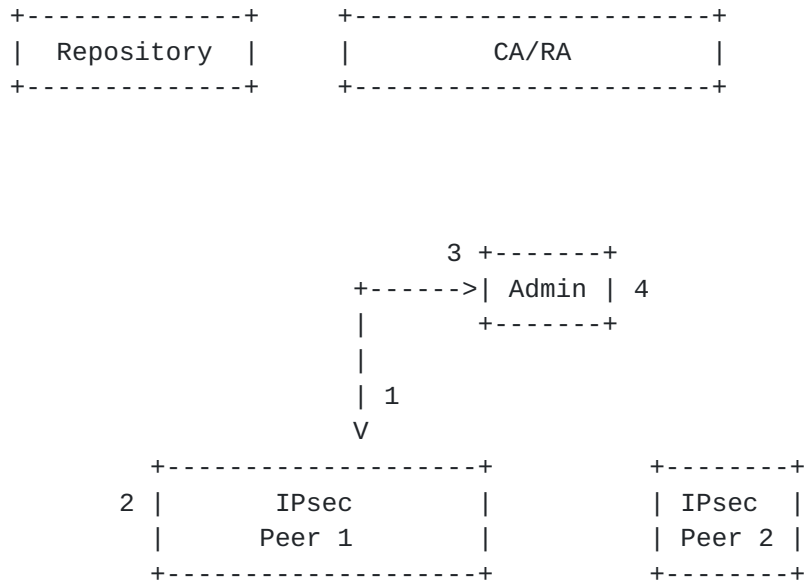 +--------------+     +-----------------------+
|  Repository  |     |         CA/RA         |
+--------------+     +-----------------------+
                            3 +-------+
                      +------>| Admin | 4
                      |       +-------+
                      |
                      | 1
                      V
         +--------------------+          +--------+
       2 |       IPsec        |          | IPsec  |
         |      Peer 1        |          | Peer 2 |
         +--------------------+          +--------+